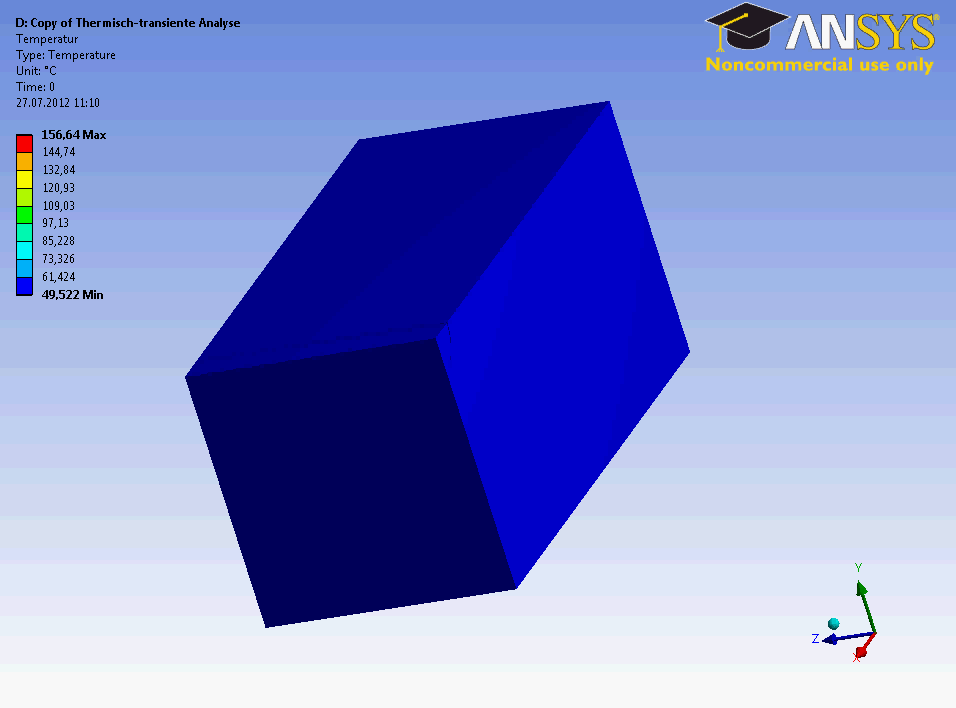 D: Copy of Thermisch-transiente Analyse
Temperatur
Type: Temperature
Unit: °C
Time: 0
27.07.2012 11:10
ANSYS®
Noncommercial use only
156,64 Max
144,74
132,84
120,93
109,03
97,13
85,228
73,326
61,424
49,522 Min
Y
Z
X